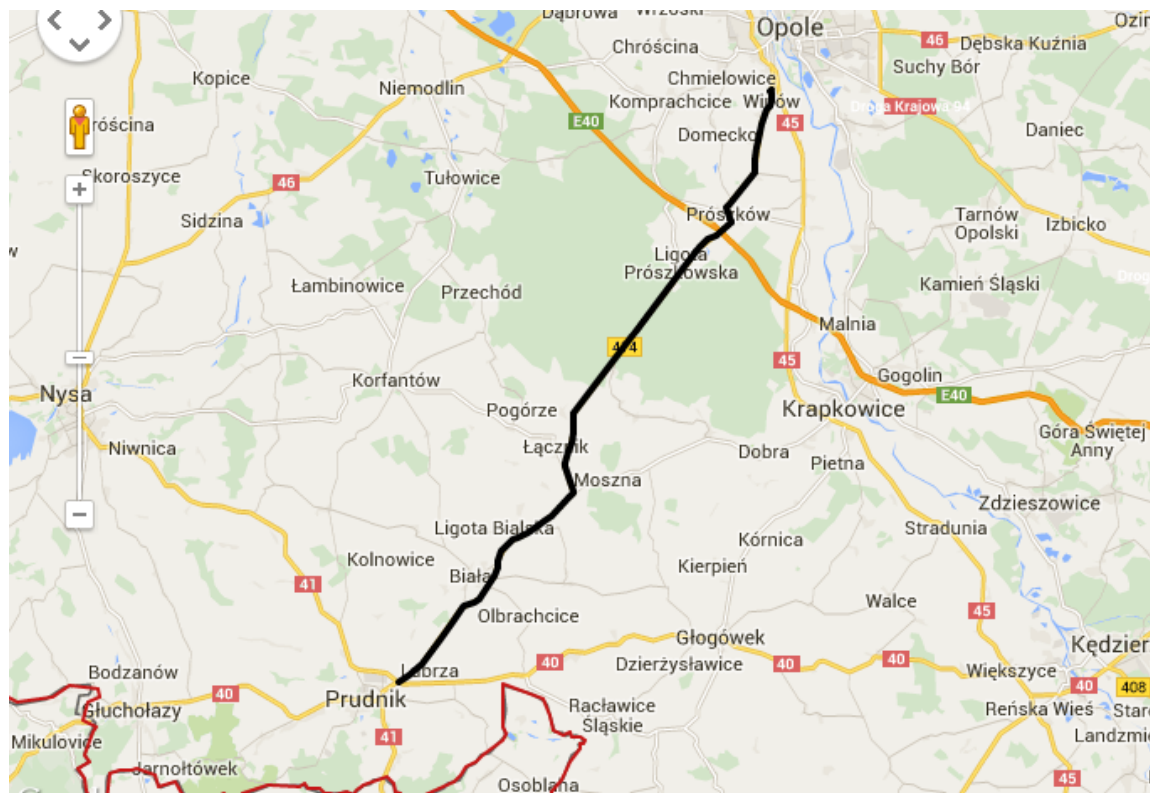 Dąbrowa
Opole
46
Dębska Kuźnia
Chróścina
Suchy Bór
Kopice
Niemodlin
Chmielowice
Komprachcice
45
Droga Krajowa 94
E40
Domecko
Daniec
Skoroszyce
46
Tułowice
Sidzina
Prószków
Tarnów
Opolski
Izbicko
Ligota
Prószkowska
Łambinowice
Przechód
Kamień Śląski
Malnia
45
Korfantów
Gogolin
E40
Nysa
Pogórze
Krapkowice
Niwnica
Łącznik
Dobra
Pietna
Góra Świętej
Anny
Moszna
Zdzieszowice
Ligota Bialska
Stradunia
Kolnowice
Kórnica
Kierpień
41
Biała
Walce
45
Olbrachcice
Głogówek
40
Dzierżysławice
40
40
Większyce
Kędzier
Bodzanów
40
Lubrza
40
408
Prudnik
Głuchołazy
Racławice
Śląskie
Reńska Wieś
Star
Mikulovice
41
Landzmie
Jarnołtówek
45
Osoblana